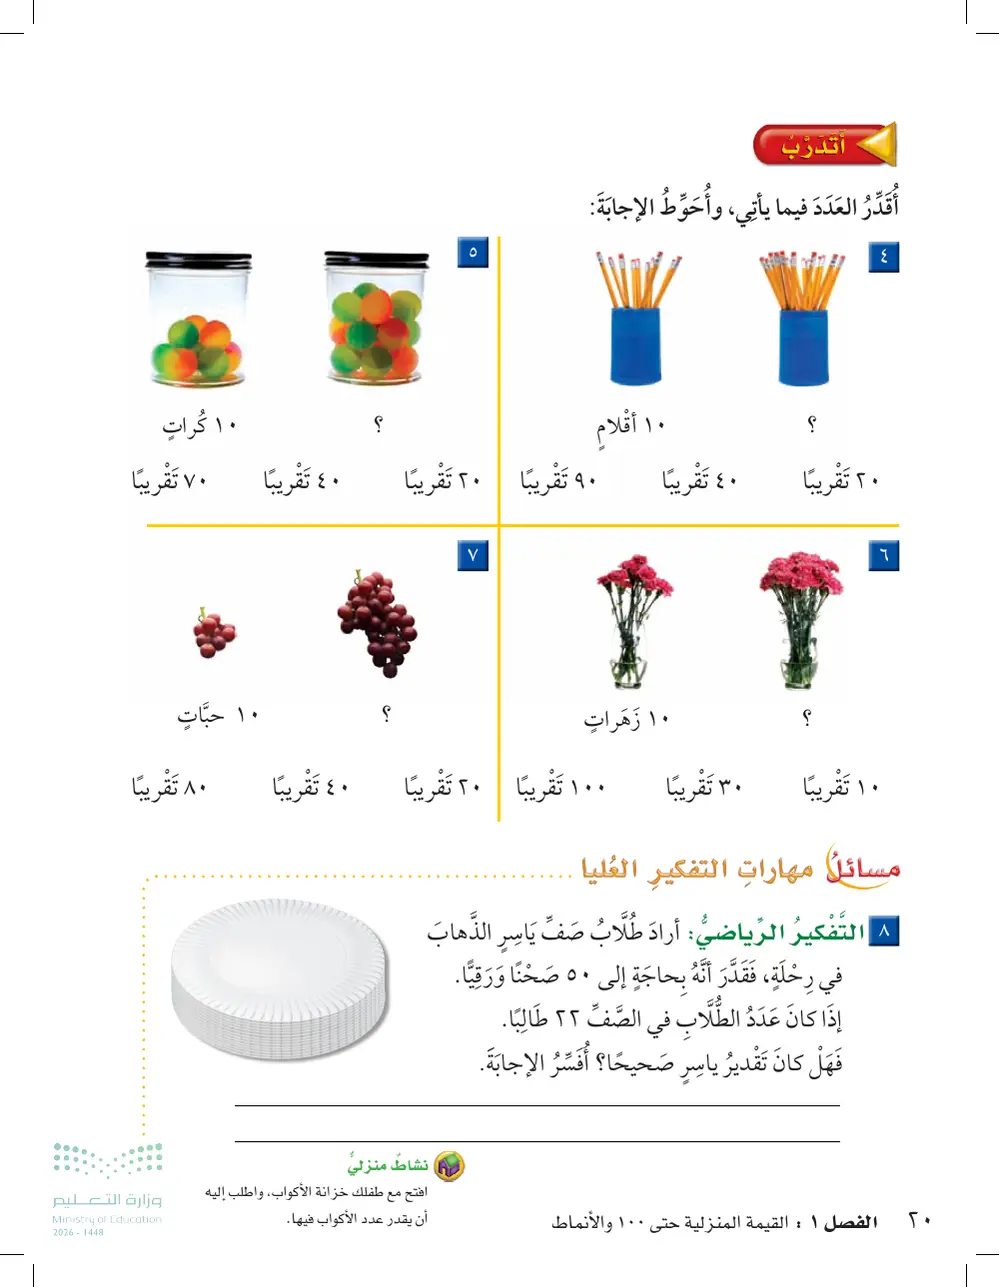 أَتَدَرَّبُ
أُقَدِّرُ العَدَدَ فيما يأتِي، وأُحَوِّطُ الإجابَةَ:
٤
؟
١٠ أقْلامٍ
٢٠ تَقْريبًا
٤٠ تَقْريبًا
٩٠ تَقْريبًا
٥
؟
١٠ كُراتٍ
٢٠ تَقْريبًا
٤٠ تَقْريبًا
٧٠ تَقْريبًا
٦
؟
١٠ زَهَراتٍ
١٠ تَقْريبًا
٣٠ تَقْريبًا
١٠٠ تَقْريبًا
٧
؟
١٠ حبَّاتٍ
٢٠ تَقْريبًا
٤٠ تَقْريبًا
٨٠ تَقْريبًا
مسائلُ مهاراتِ التفكيرِ العُليا
٨ التَّفْكيرُ الرِّياضيُّ: أرادَ طُلَّابُ صَفِّ يَاسِرٍ الذَّهابَ
في رِحْلَةٍ، فَقَدَّرَ أنَّهُ بِحاجَةٍ إلى ٥٠ صَحْنًا وَرَقِيًّا.
إذَا كانَ عَدَدُ الطُّلَّابِ في الصَّفِّ ٢٢ طَالِبًا.
فَهَلْ كانَ تَقْديرُ ياسِرٍ صَحيحًا؟ أُفَسِّرُ الإجابَةَ.
نشاطٌ منزليٌّ
افتح مع طفلك خزانة الأكواب، واطلب إليه
أن يقدر عدد الأكواب فيها.
٢٠ الفصل ١ : القيمة المنزلية حتى ١٠٠ والأنماط
وزارة التعـــليم
Ministry of Education
2026 - 1448